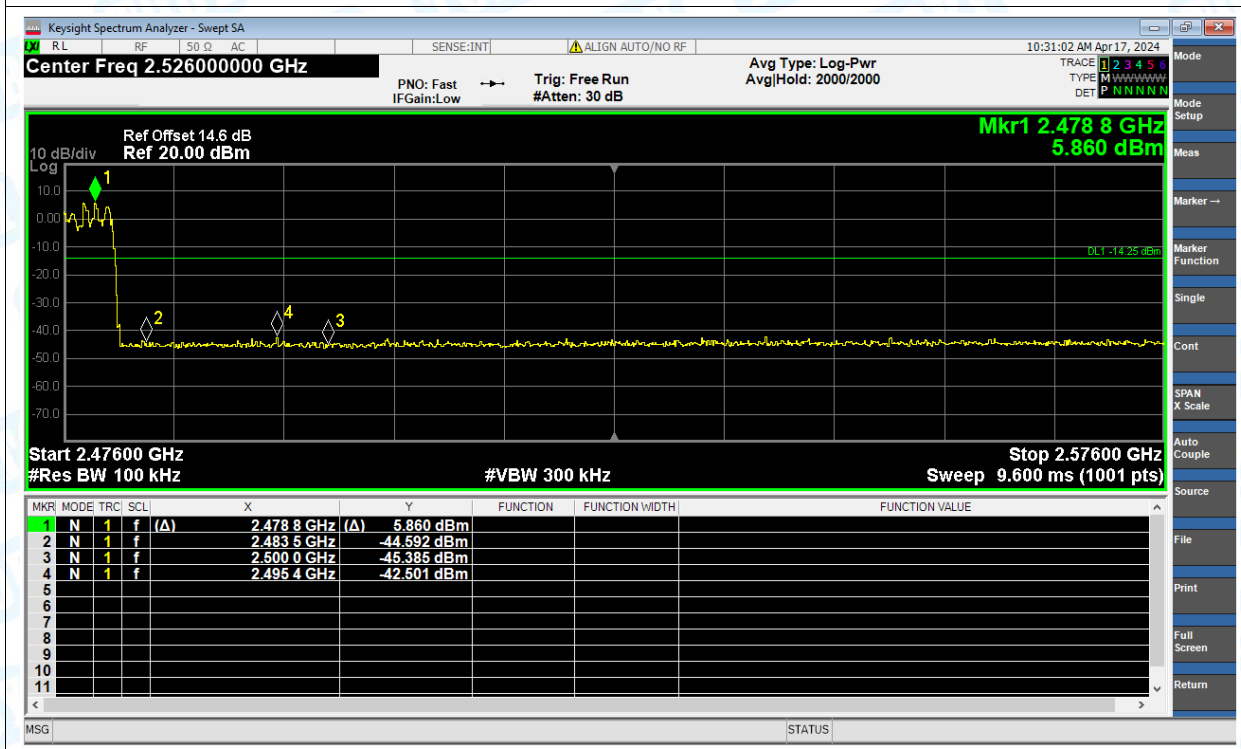 Keysight Spectrum Analyzer - Swept SA
LXI RL RF 50 Ω AC SENSE:INT ALIGN AUTO/NO RF 10:31:02 AM Apr 17, 2024
Center Freq 2.526000000 GHz
PNO: Fast
IFGain:Low
Trig: Free Run
#Atten: 30 dB
Avg Type: Log-Pwr
Avg|Hold: 2000/2000
TRACE 1 2 3 4 5 6
TYPE M WWWWW
DET P N N N N N
Mkr1 2.478 8 GHz
5.860 dBm
Ref Offset 14.6 dB
10 dB/div Ref 20.00 dBm
Log
10.0
0.00
-10.0
-20.0
-30.0
-40.0
-50.0
-60.0
-70.0
1
2
4
3
DL1 -14.25 dBm
Start 2.47600 GHz Stop 2.57600 GHz
#Res BW 100 kHz #VBW 300 kHz Sweep 9.600 ms (1001 pts)
MKR MODE TRC SCL X Y FUNCTION FUNCTION WIDTH FUNCTION VALUE
1 N 1 f (Δ) 2.478 8 GHz (Δ) 5.860 dBm
2 N 1 f 2.483 5 GHz -44.592 dBm
3 N 1 f 2.500 0 GHz -45.385 dBm
4 N 1 f 2.495 4 GHz -42.501 dBm
5
6
7
8
9
10
11
MSG STATUS
Mode
Mode
Setup
Meas
Marker →
Marker
Function
Single
Cont
SPAN
X Scale
Auto
Couple
Source
File
Print
Full
Screen
Return